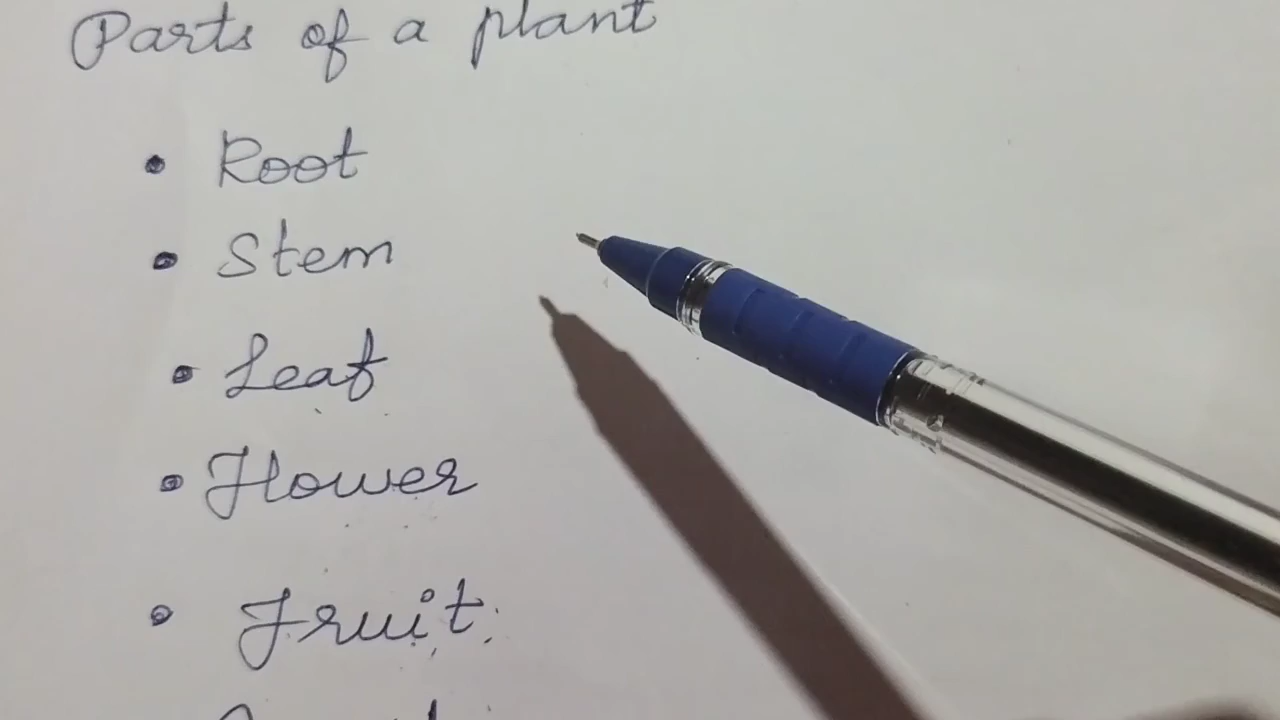 Parts of a plant
• Root
• Stem
• Leaf
• Flower
• Fruit